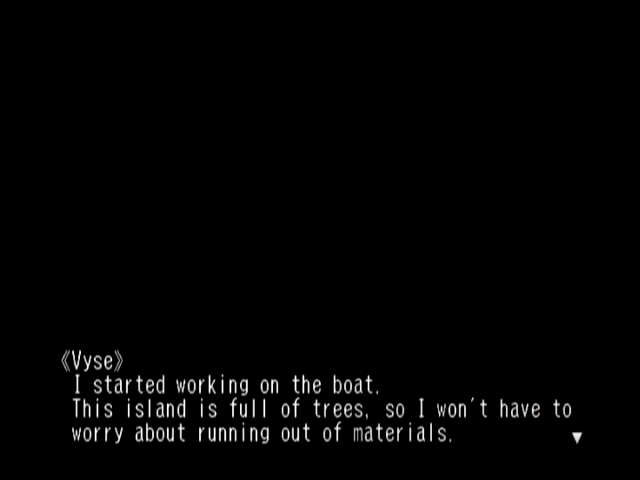 《Vyse》
I started working on the boat.
This island is full of trees, so I won't have to
worry about running out of materials.